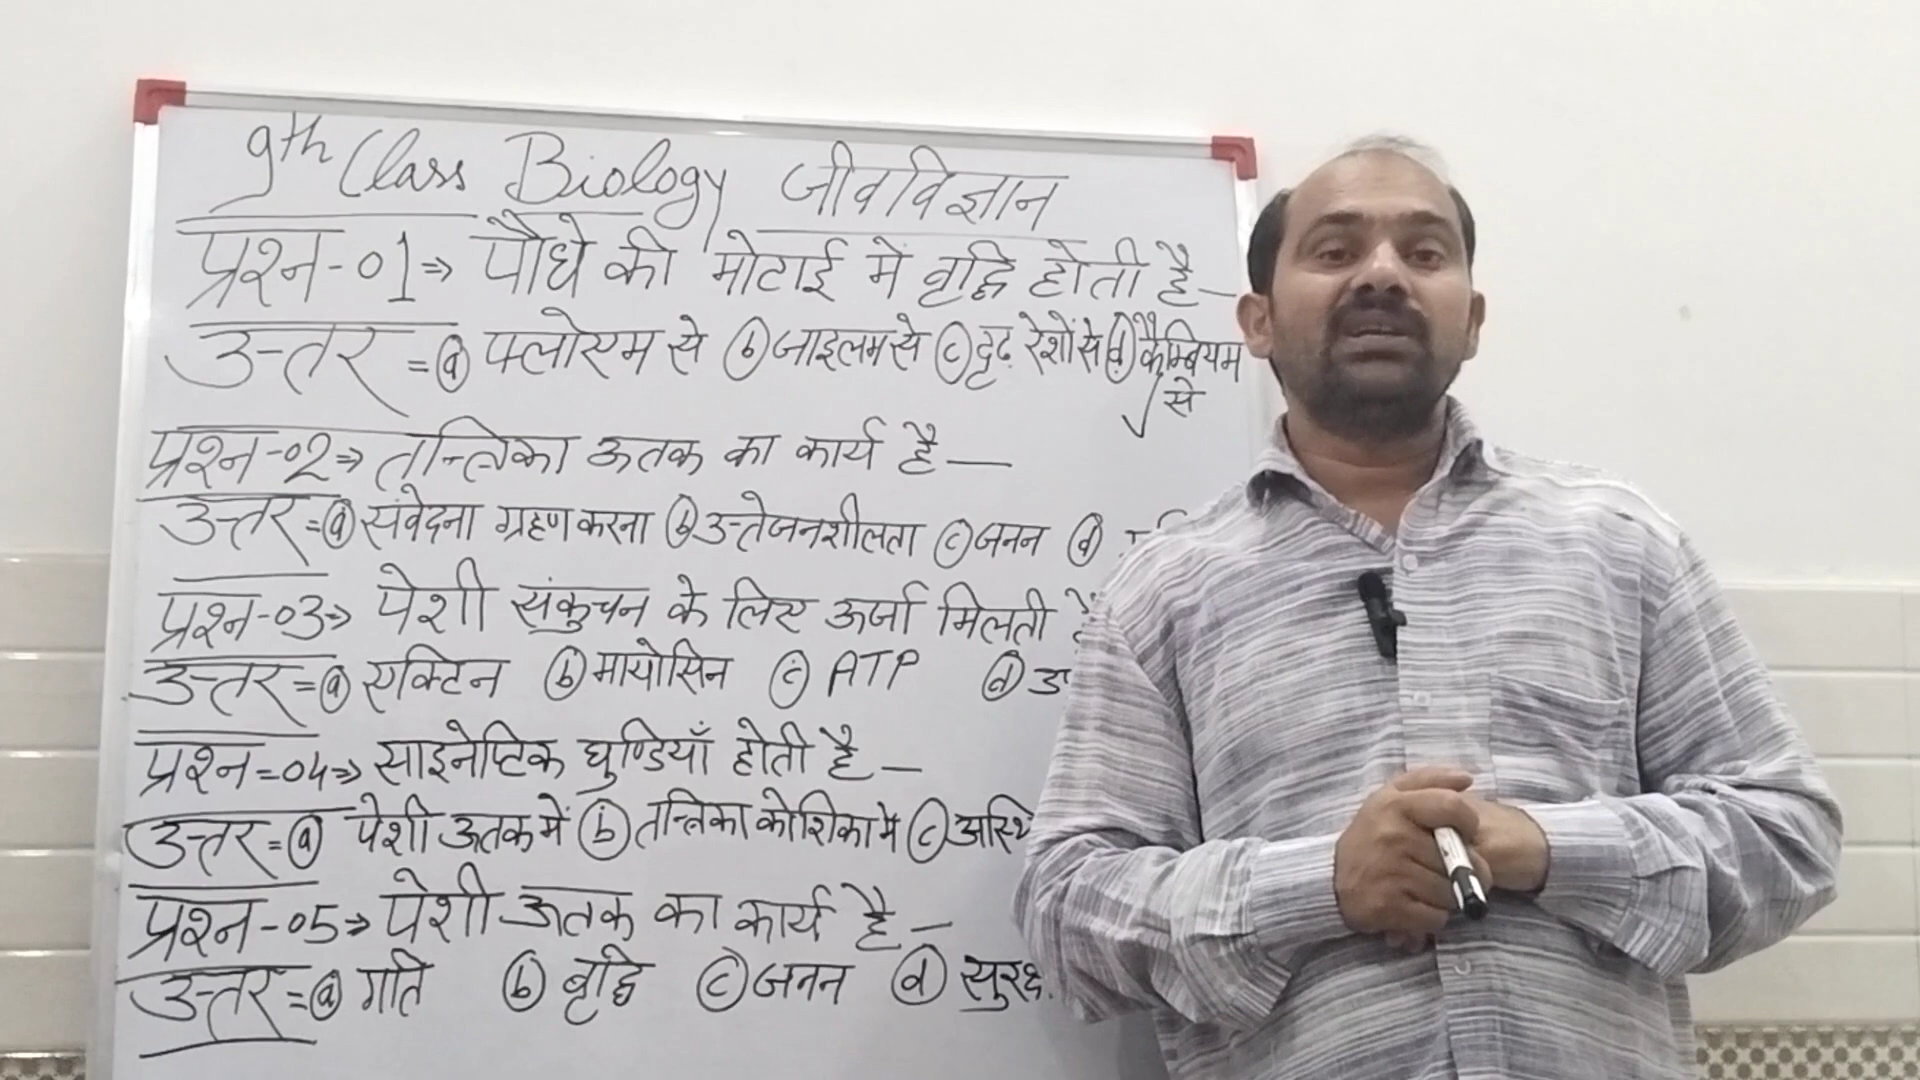 9th Class Biology जीवविज्ञान
प्रश्न-01⇒ पौधे की मोटाई में वृद्धि होती है—
उत्तर=ⓐ फ्लोएम से ⓑ जाइलम से ⓒ दृढ़ रेशों से ⓓ कैम्बियम
से
प्रश्न-02⇒ तन्त्रिका ऊतक का कार्य है—
उत्तर=ⓐ संवेदना ग्रहण करना ⓑ उत्तेजनशीलता ⓒ जनन ⓓ
प्रश्न-03⇒ पेशी संकुचन के लिए ऊर्जा मिलती
उत्तर=ⓐ एक्टिन ⓑ मायोसिन ⓒ ATP ⓓ
प्रश्न=04⇒ साइनेप्टिक घुण्डियाँ होती है—
उत्तर=ⓐ पेशी ऊतक में ⓑ तन्त्रिका कोशिका में ⓒ अस्थि
प्रश्न-05⇒ पेशी ऊतक का कार्य है—
उत्तर=ⓐ गति ⓑ वृद्धि ⓒ जनन ⓓ